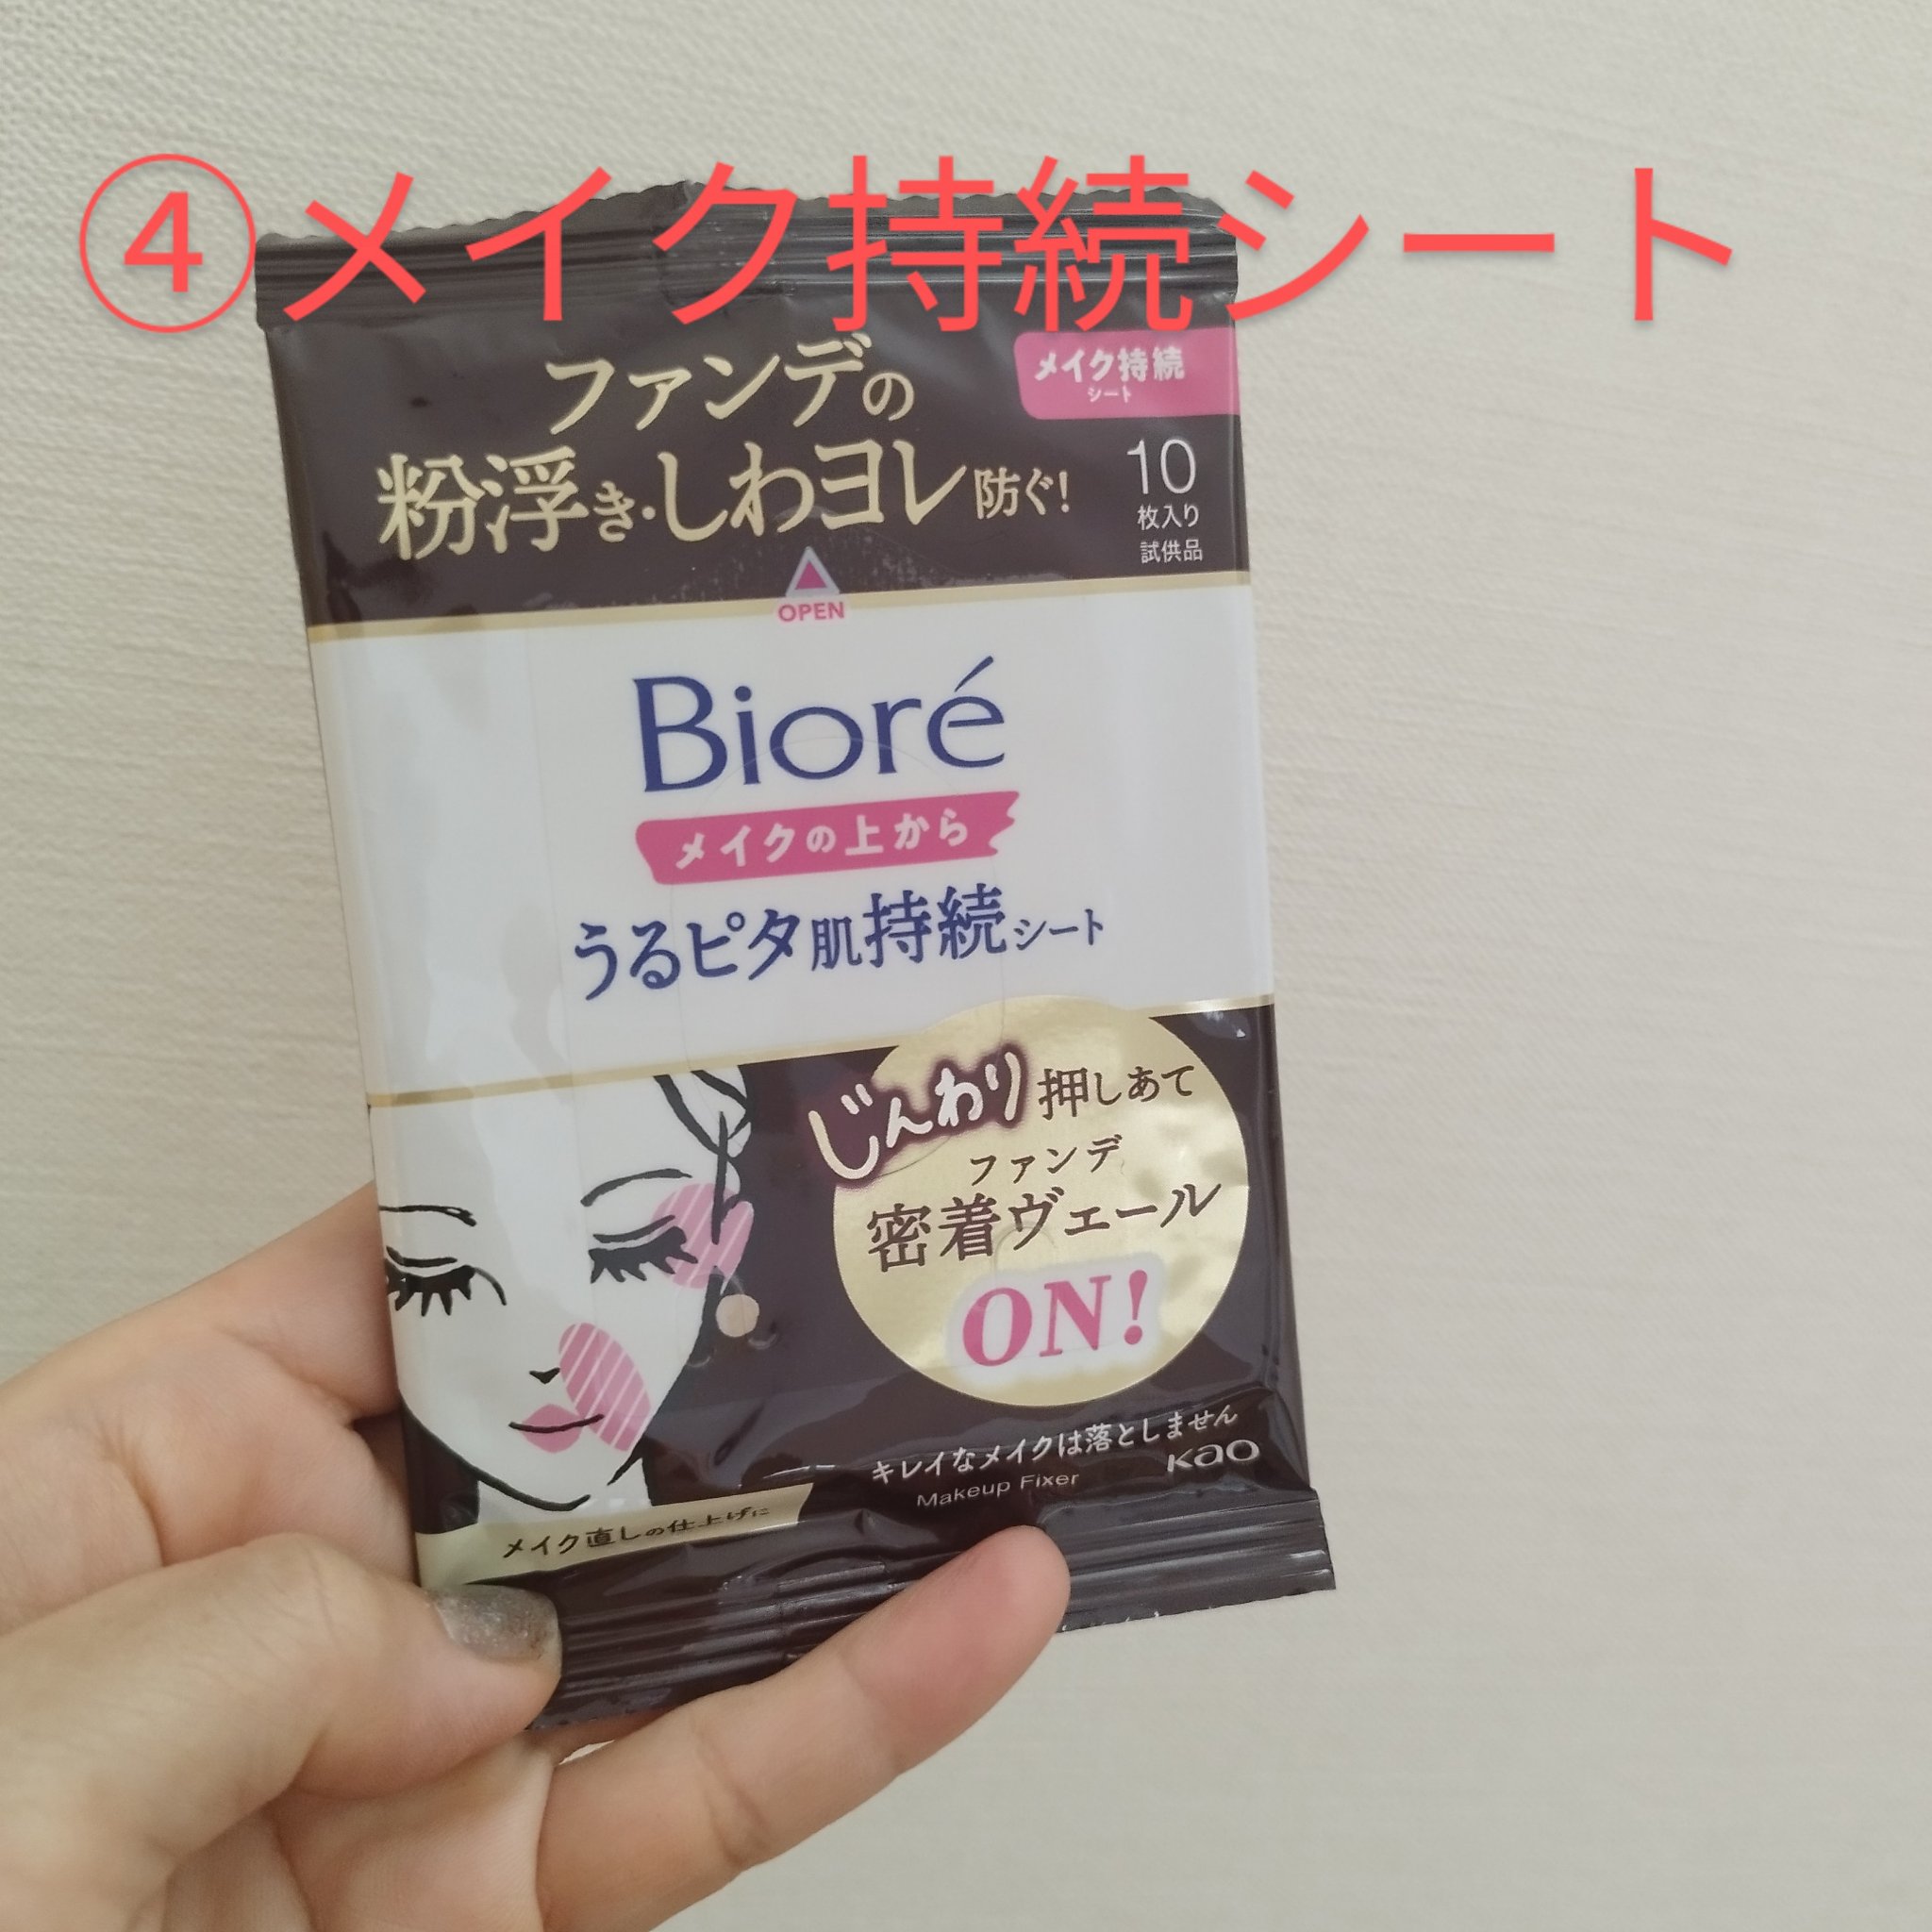 ④メイク持続シート
メイク持続
シート
ファンデの
粉浮き・しわヨレ防ぐ!
10
枚入り
試供品
OPEN
Bioré
メイクの上から
うるピタ肌持続シート
じんわり押しあて
ファンデ
密着ヴェール
ON!
キレイなメイクは落としません
Makeup Fixer
Kao
メイク直しの仕上げに